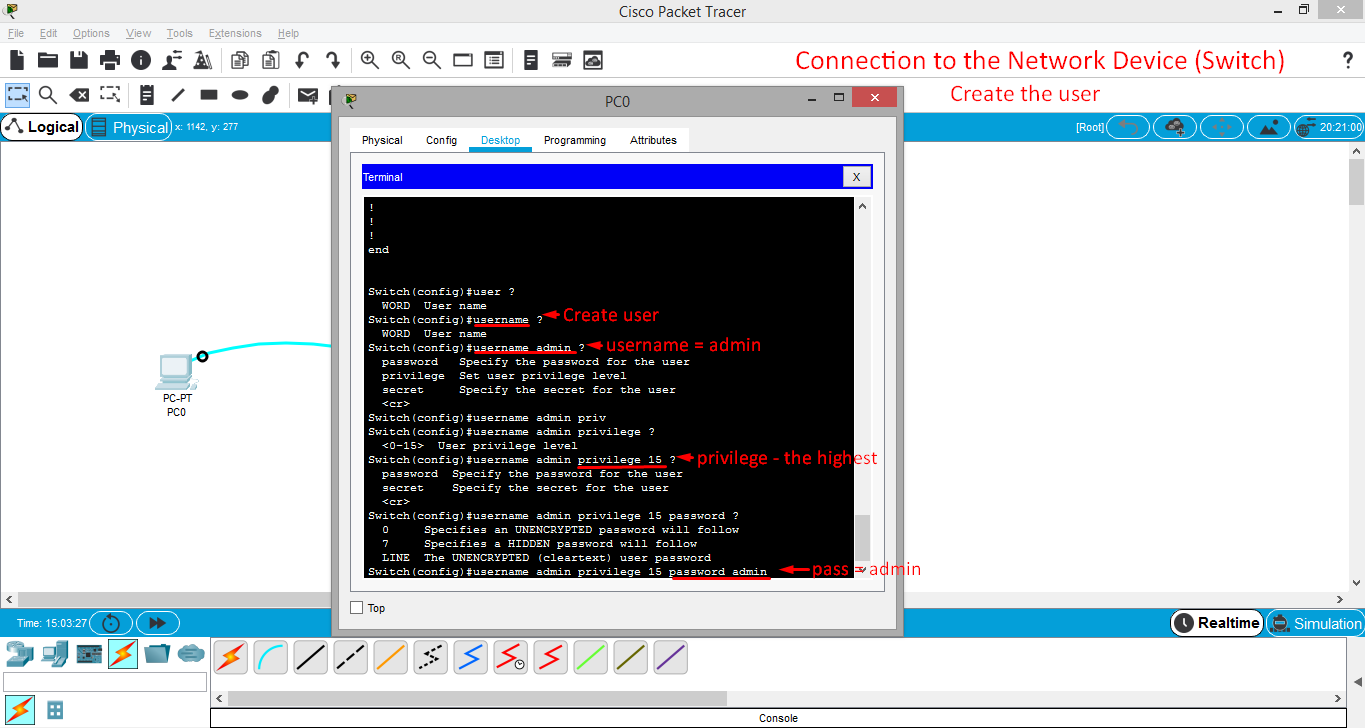 Cisco Packet Tracer
File Edit Options View Tools Extensions Help
Connection to the Network Device (Switch)
?
Create the user
PC0
Logical
Physical
x: 1142, y: 277
[Root]
20:21:00
Physical Config Desktop Programming Attributes
Terminal
X
!
!
!
end
Switch(config)#user ?
WORD User name
Switch(config)#username ?
Create user
WORD User name
Switch(config)#username admin ?
username = admin
password Specify the password for the user
privilege Set user privilege level
secret Specify the secret for the user
<cr>
Switch(config)#username admin priv
Switch(config)#username admin privilege ?
<0-15> User privilege level
Switch(config)#username admin privilege 15 ?
privilege - the highest
password Specify the password for the user
secret Specify the secret for the user
<cr>
Switch(config)#username admin privilege 15 password ?
0 Specifies an UNENCRYPTED password will follow
7 Specifies a HIDDEN password will follow
LINE The UNENCRYPTED (cleartext) user password
Switch(config)#username admin privilege 15 password admin
pass = admin
PC-PT
PC0
Top
Time: 15:03:27
Realtime
Simulation
Console